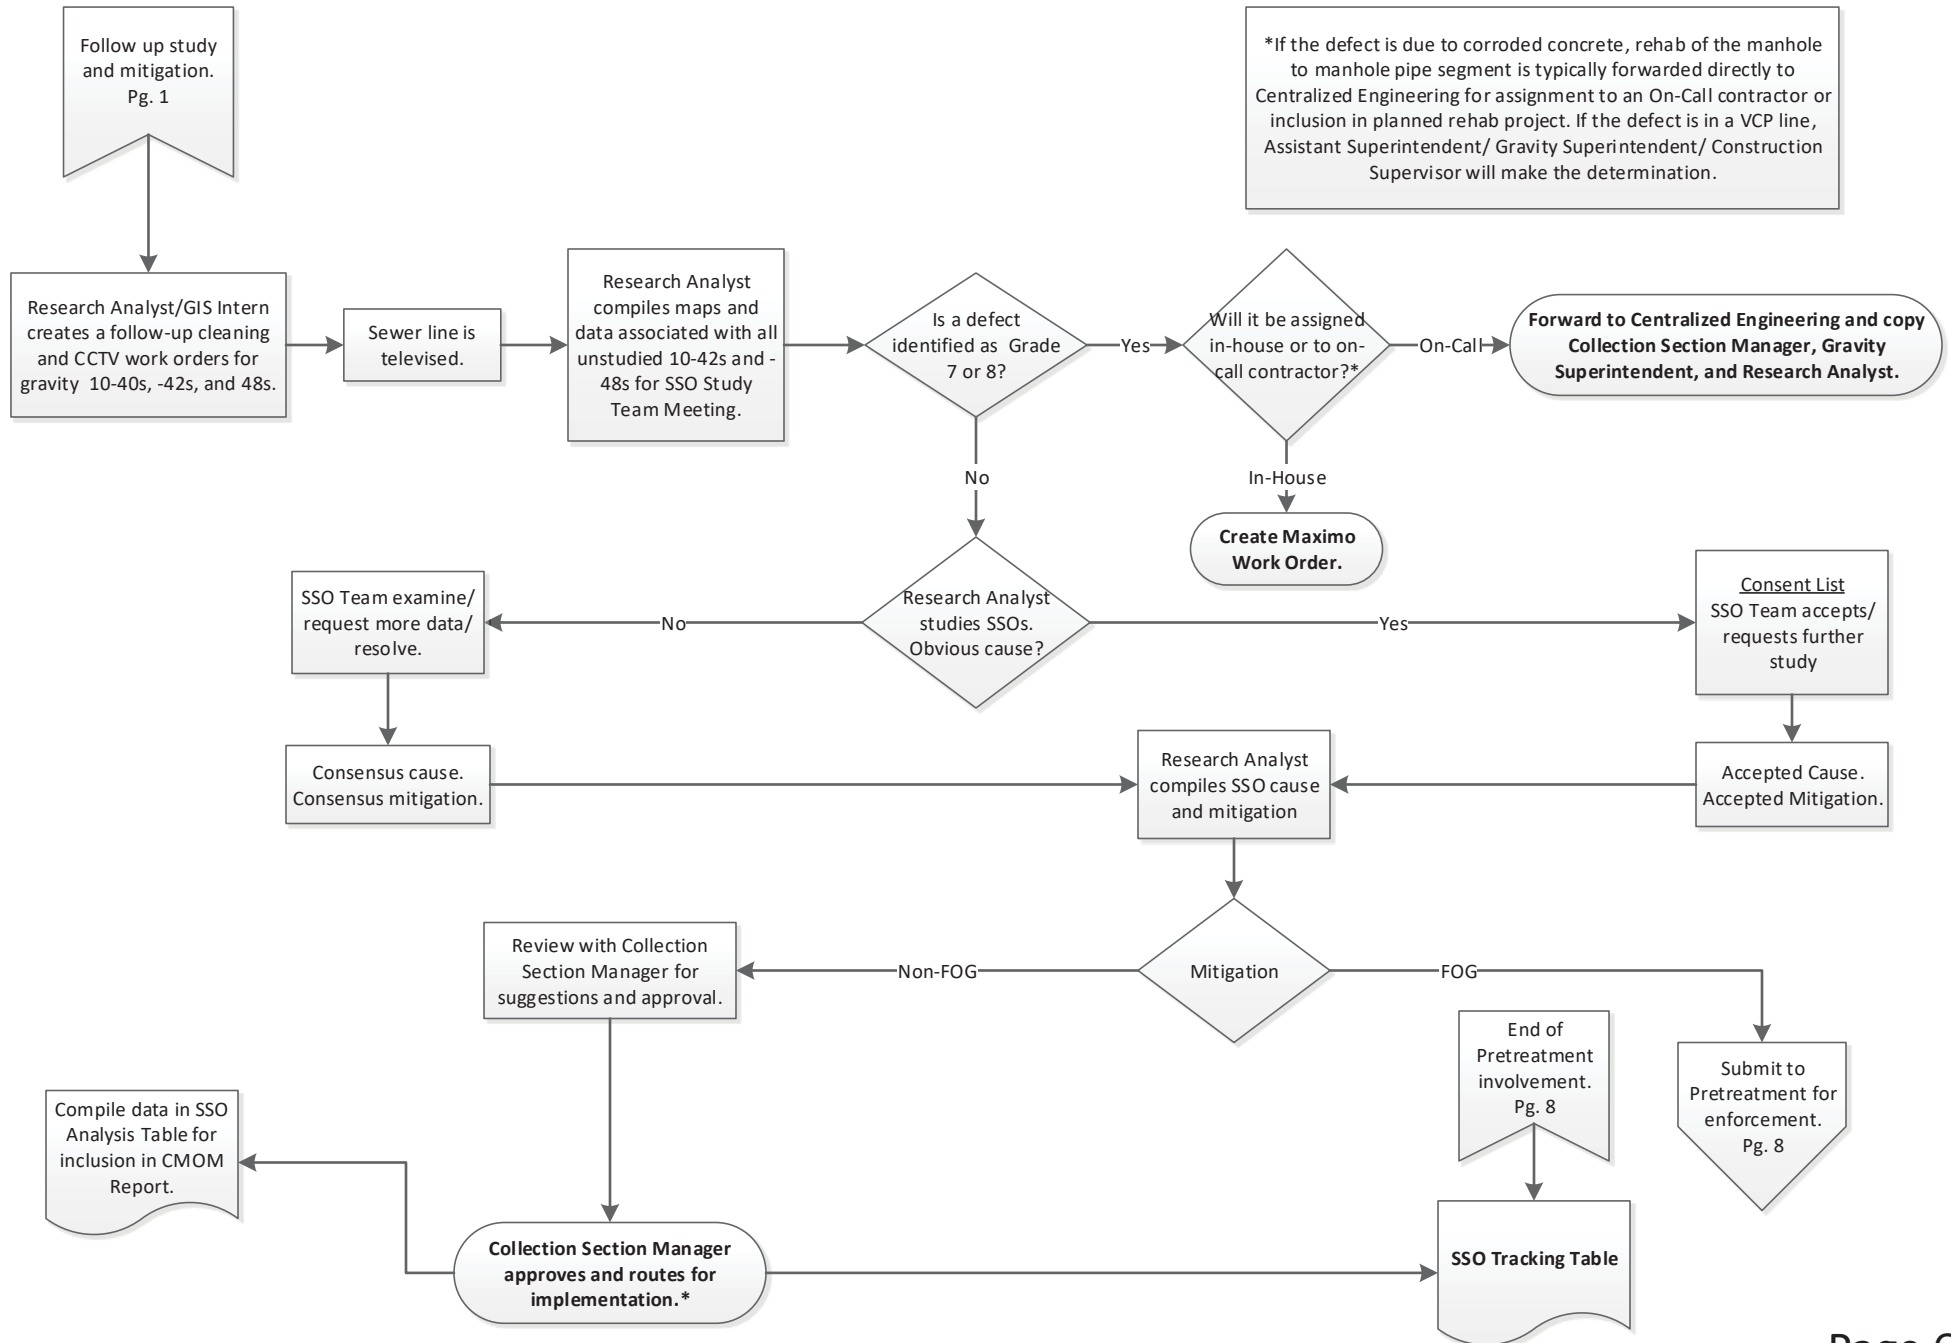 Follow up study
and mitigation.
Pg. 1
*If the defect is due to corroded concrete, rehab of the manhole
to manhole pipe segment is typically forwarded directly to
Centralized Engineering for assignment to an On-Call contractor or
inclusion in planned rehab project. If the defect is in a VCP line,
Assistant Superintendent/ Gravity Superintendent/ Construction
Supervisor will make the determination.
Research Analyst/GIS Intern
creates a follow-up cleaning
and CCTV work orders for
gravity 10-40s, -42s, and 48s.
Sewer line is
televised.
Research Analyst
compiles maps and
data associated with all
unstudied 10-42s and -
48s for SSO Study
Team Meeting.
Is a defect
identified as Grade
7 or 8?
Yes
Will it be assigned
in-house or to on-
call contractor?*
On-Call
Forward to Centralized Engineering and copy
Collection Section Manager, Gravity
Superintendent, and Research Analyst.
No
In-House
Create Maximo
Work Order.
SSO Team examine/
request more data/
resolve.
No
Research Analyst
studies SSOs.
Obvious cause?
Yes
Consent List
SSO Team accepts/
requests further
study
Consensus cause.
Consensus mitigation.
Research Analyst
compiles SSO cause
and mitigation
Accepted Cause.
Accepted Mitigation.
Review with Collection
Section Manager for
suggestions and approval.
Non-FOG
Mitigation
FOG
End of
Pretreatment
involvement.
Pg. 8
Submit to
Pretreatment for
enforcement.
Pg. 8
Compile data in SSO
Analysis Table for
inclusion in CMOM
Report.
Collection Section Manager
approves and routes for
implementation.*
SSO Tracking Table
Page